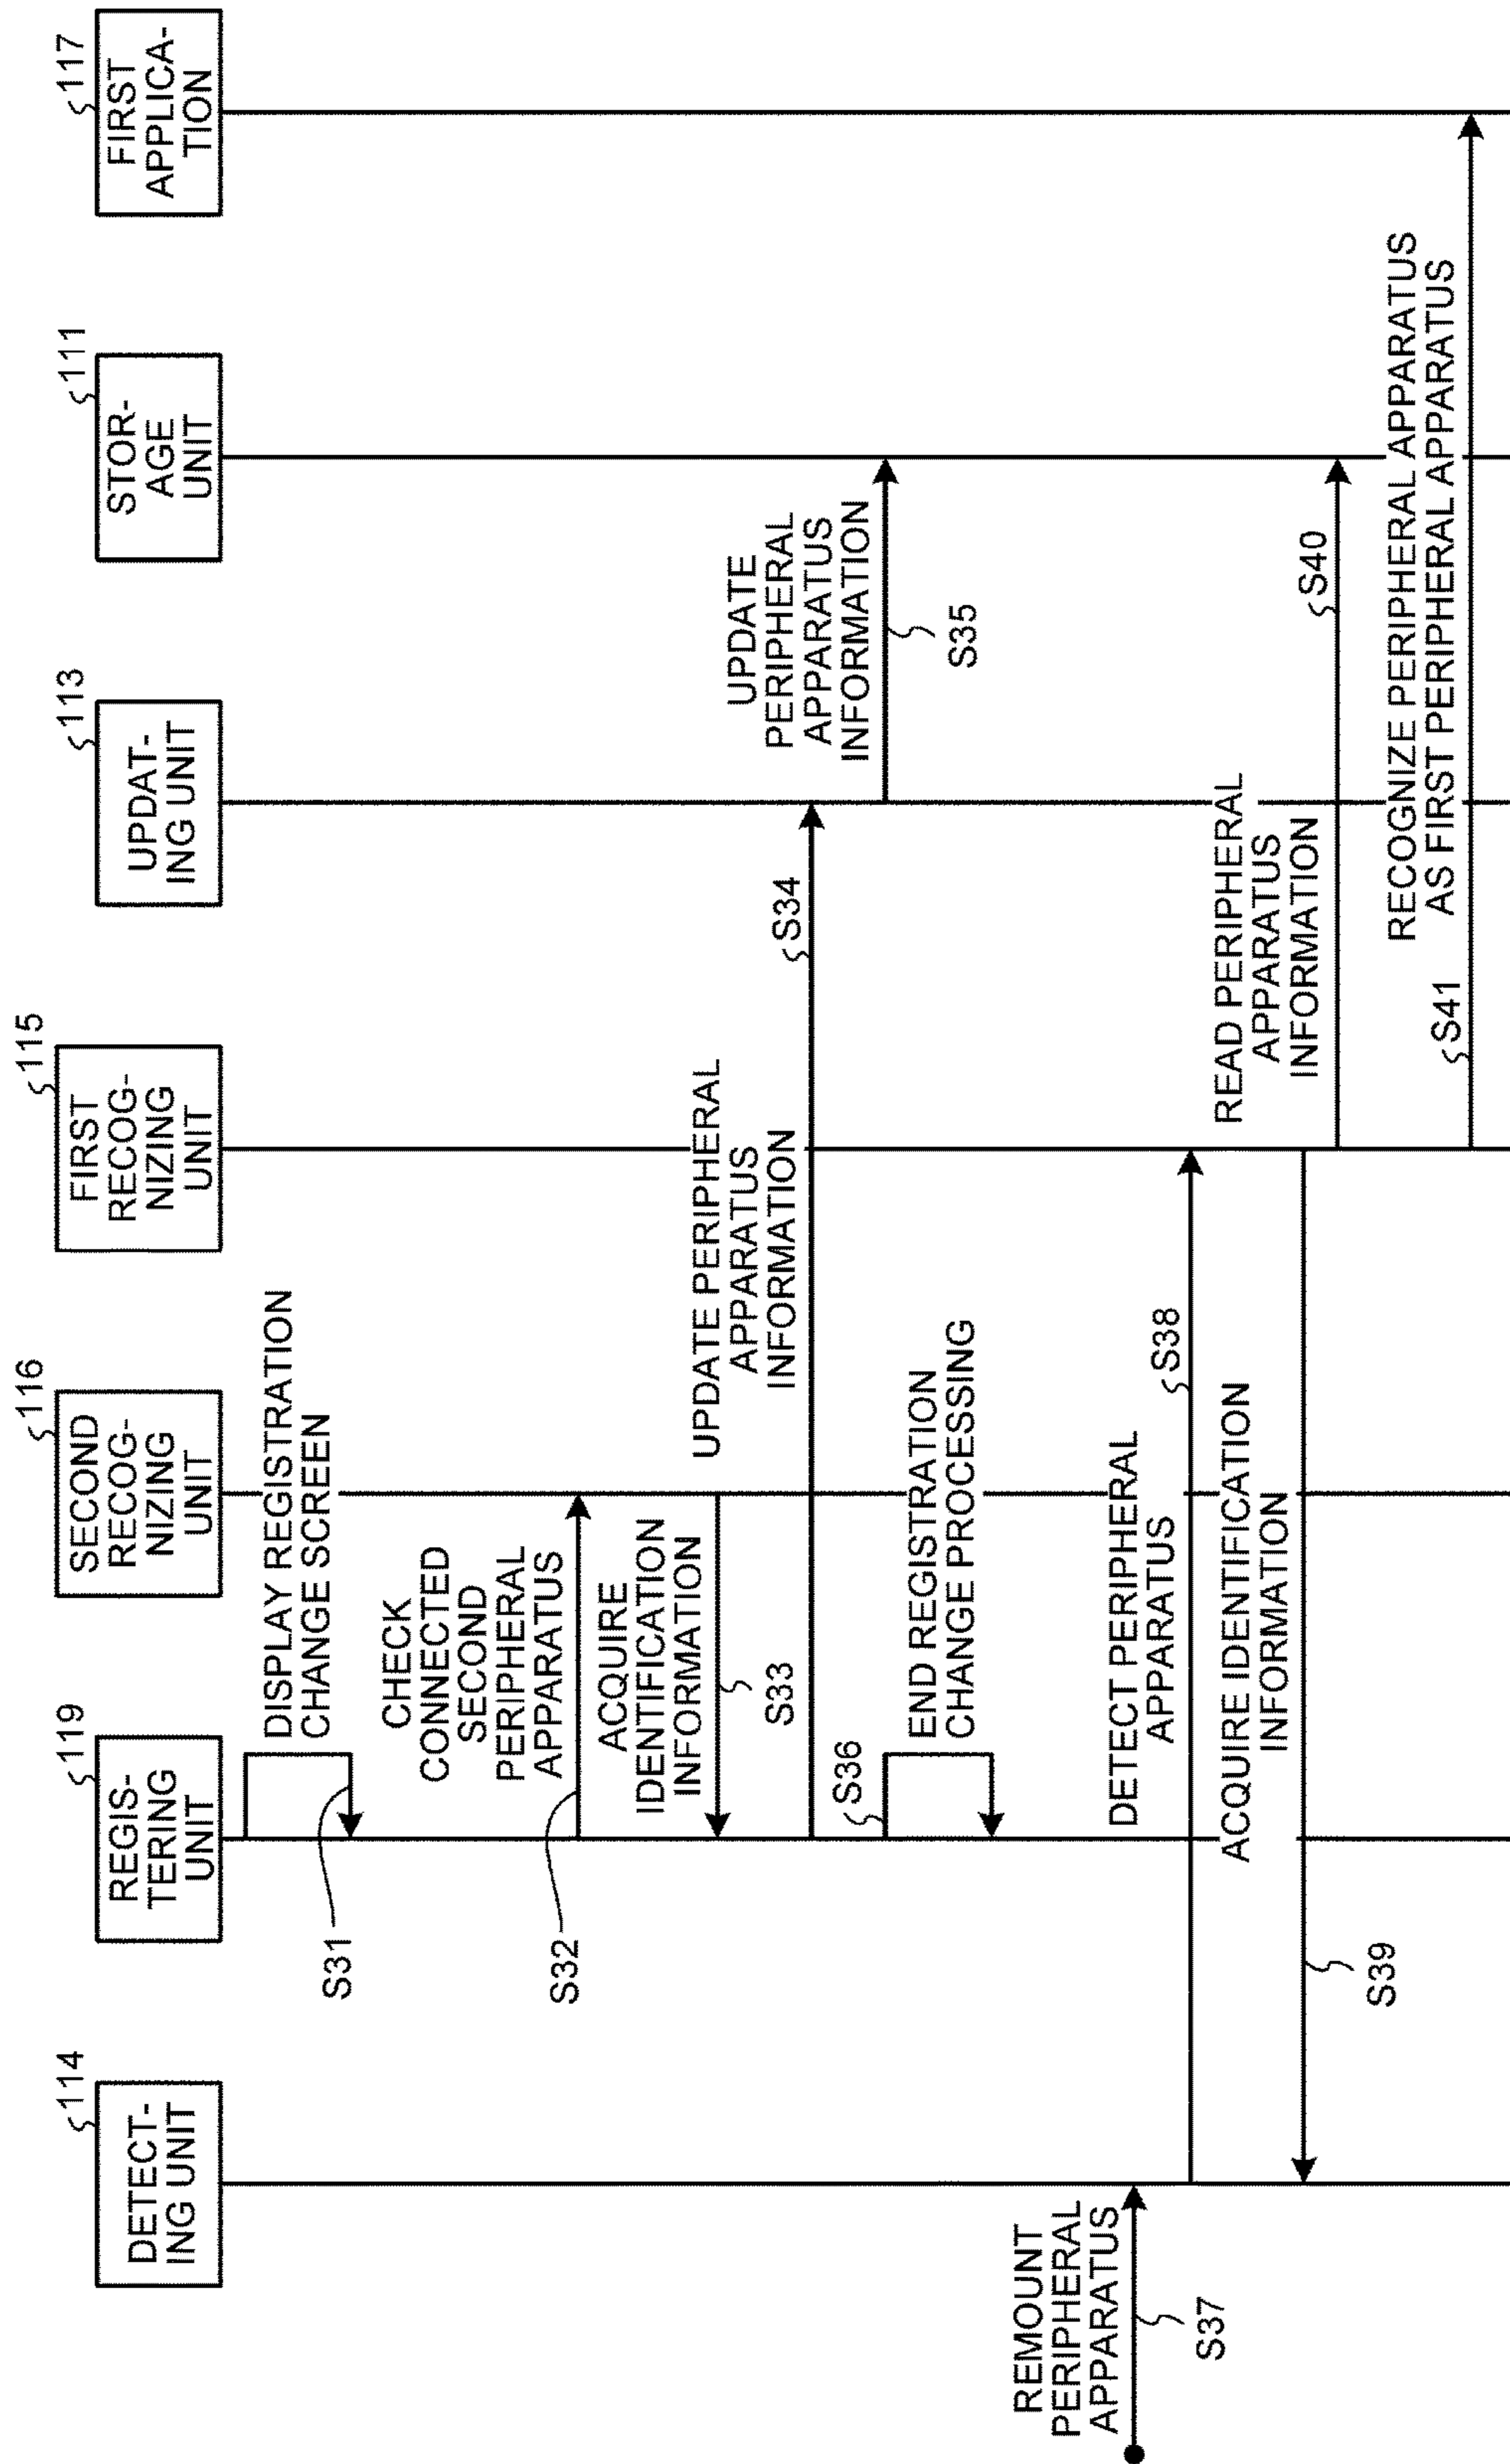 114
DETECT-
ING UNIT
119
REGIS-
TERING
UNIT
116
SECOND
RECOG-
NIZING
UNIT
115
FIRST
RECOG-
NIZING
UNIT
113
UPDAT-
ING UNIT
111
STOR-
AGE
UNIT
117
FIRST
APPLICA-
TION
DISPLAY REGISTRATION
CHANGE SCREEN
S31
CHECK
CONNECTED
SECOND
PERIPHERAL
APPARATUS
S32
ACQUIRE
IDENTIFICATION
INFORMATION
S33
UPDATE PERIPHERAL
APPARATUS
INFORMATION
S34
UPDATE
PERIPHERAL
APPARATUS
INFORMATION
S35
S36
END REGISTRATION
CHANGE PROCESSING
REMOUNT
PERIPHERAL
APPARATUS
S37
DETECT PERIPHERAL
APPARATUS
S38
ACQUIRE IDENTIFICATION
INFORMATION
S39
READ PERIPHERAL
APPARATUS
INFORMATION
S40
RECOGNIZE PERIPHERAL APPARATUS
AS FIRST PERIPHERAL APPARATUS
S41